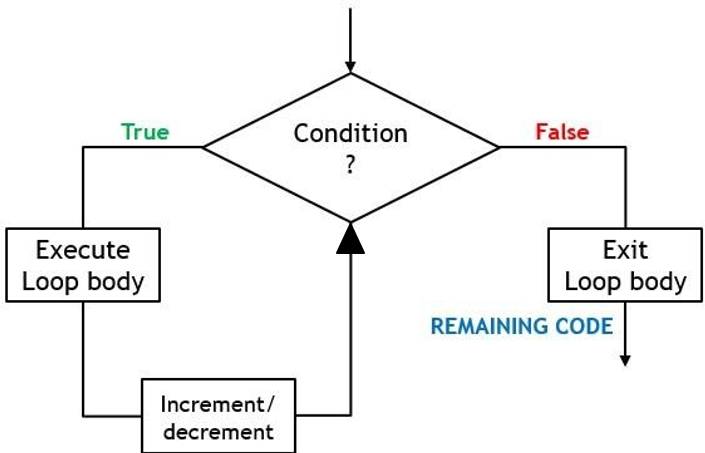 True
Condition
?
False
Execute
Loop body
Exit
Loop body
REMAINING CODE
Increment/
decrement